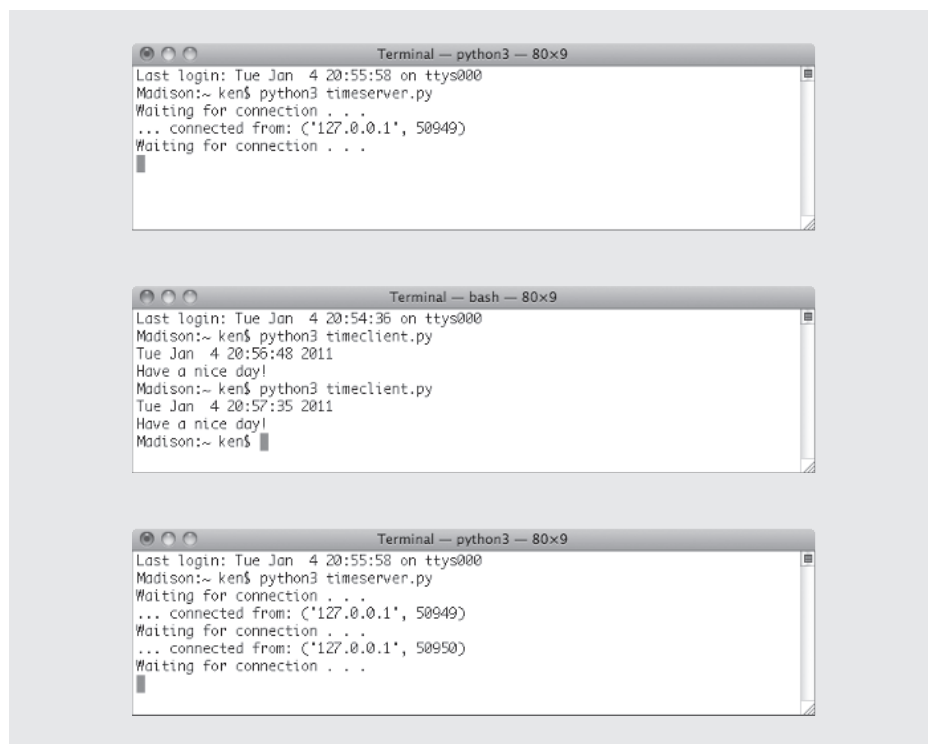 Terminal — python3 — 80×9
Last login: Tue Jan  4 20:55:58 on ttys000
Madison:~ ken$ python3 timeserver.py
Waiting for connection . . .
... connected from: ('127.0.0.1', 50949)
Waiting for connection . . .
Terminal — bash — 80×9
Last login: Tue Jan  4 20:54:36 on ttys000
Madison:~ ken$ python3 timeclient.py
Tue Jan  4 20:56:48 2011
Have a nice day!
Madison:~ ken$ python3 timeclient.py
Tue Jan  4 20:57:35 2011
Have a nice day!
Madison:~ ken$
Terminal — python3 — 80×9
Last login: Tue Jan  4 20:55:58 on ttys000
Madison:~ ken$ python3 timeserver.py
Waiting for connection . . .
... connected from: ('127.0.0.1', 50949)
Waiting for connection . . .
... connected from: ('127.0.0.1', 50950)
Waiting for connection . . .